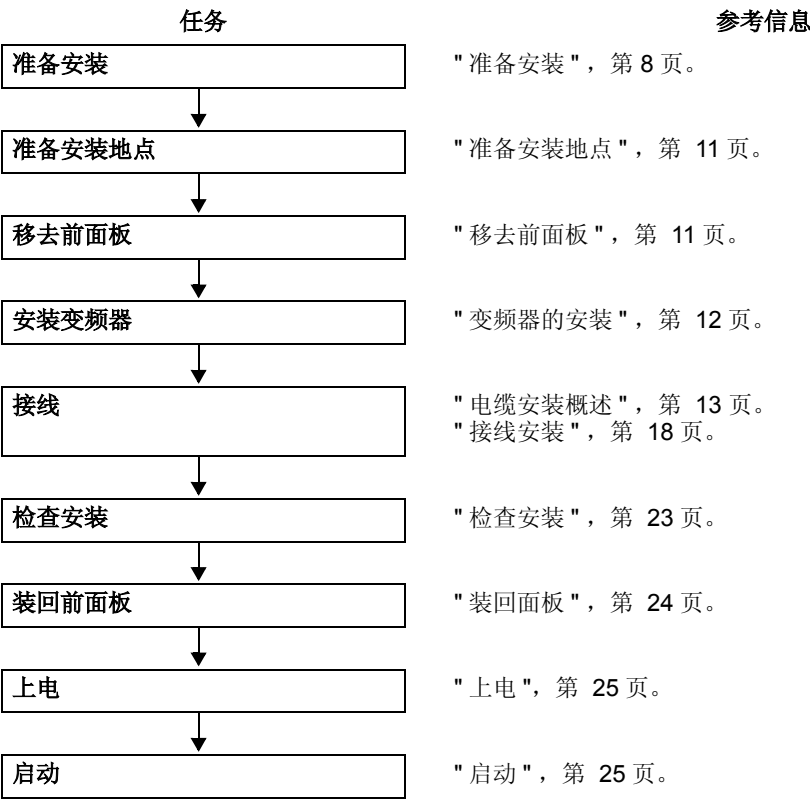 任务 参考信息
准备安装 "准备安装"，第 8 页。
准备安装地点 "准备安装地点"，第 11 页。
移去前面板 "移去前面板"，第 11 页。
安装变频器 "变频器的安装"，第 12 页。
接线 "电缆安装概述"，第 13 页。
"接线安装"，第 18 页。
检查安装 "检查安装"，第 23 页。
装回前面板 "装回面板"，第 24 页。
上电 "上电"，第 25 页。
启动 "启动"，第 25 页。